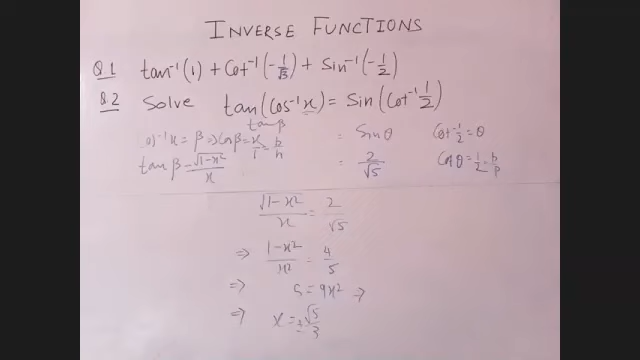 INVERSE FUNCTIONS
Q.1 tan⁻¹(1) + Cot⁻¹(-1/√3) + Sin⁻¹(-1/2)
Q.2 Solve tan(Cos⁻¹x) = Sin(Cot⁻¹ 1/2)
tan β
Cos⁻¹x = β ⇒ Cos β = x/1 = b/h = Sin θ Cot⁻¹ 1/2 = θ
tan β = √(1-x²)/x = 2/√5 Cot θ = 1/2 = b/p
√(1-x²)/x = 2/√5
⇒ (1-x²)/x² = 4/5
⇒ 5 = 9x² ⇒
⇒ x = ± √5/3